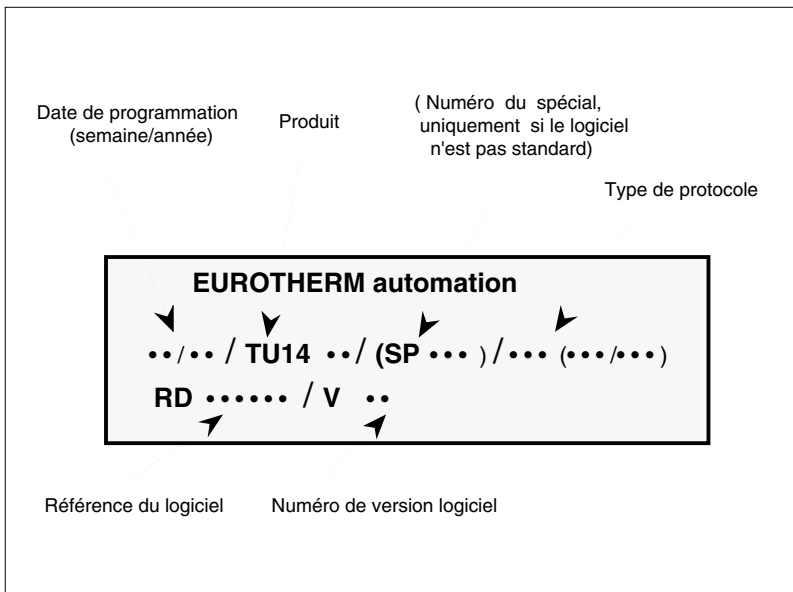 Date de programmation
(semaine/année)
Produit
( Numéro du spécial,
uniquement si le logiciel
n'est pas standard)
Type de protocole
EUROTHERM automation
••/•• / TU14 ••/ (SP ••• ) / ••• (•••/•••)
RD •••••• / V ••
Référence du logiciel
Numéro de version logiciel